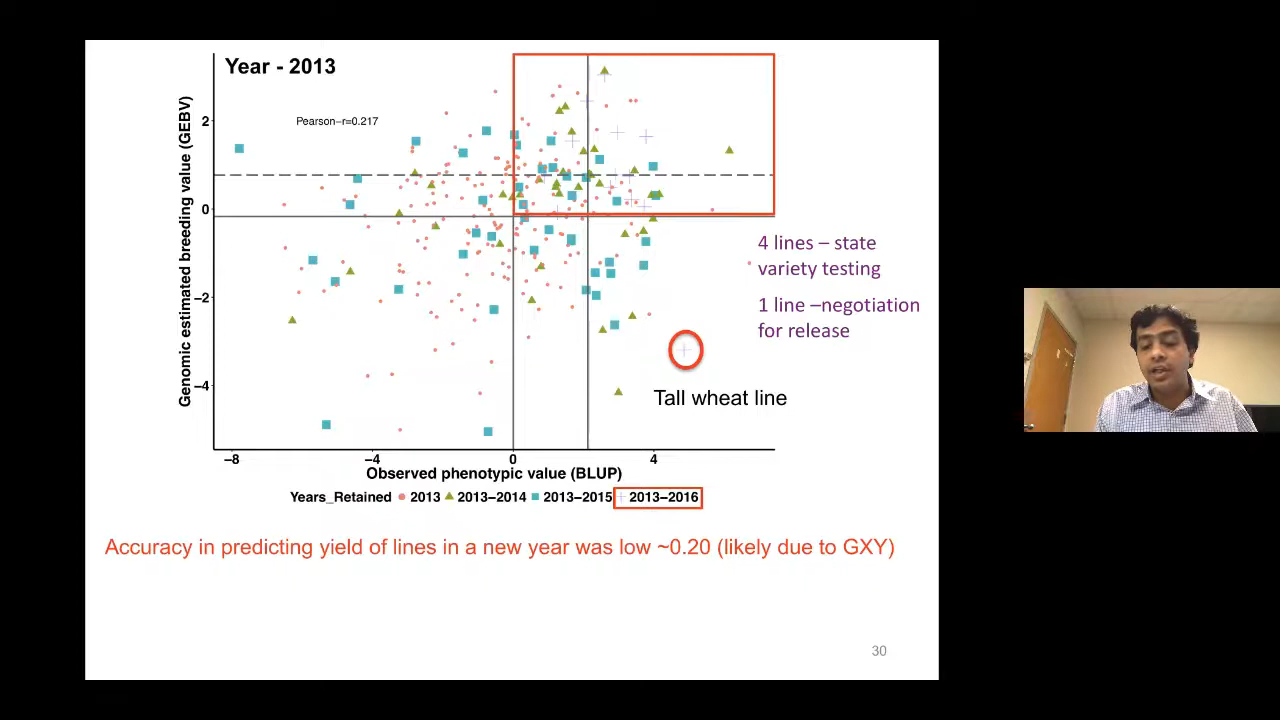 Year - 2013
Pearson−r=0.217
Genomic estimated breeding value (GEBV)
2
0
−2
−4
−8
−4
0
4
Observed phenotypic value (BLUP)
Years_Retained 2013 2013−2014 2013−2015 2013−2016
4 lines – state
variety testing
1 line –negotiation
for release
Tall wheat line
Accuracy in predicting yield of lines in a new year was low ~0.20 (likely due to GXY)
30